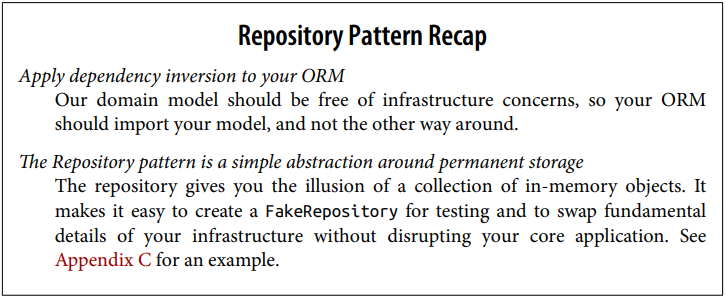 Repository Pattern Recap
Apply dependency inversion to your ORM
Our domain model should be free of infrastructure concerns, so your ORM
should import your model, and not the other way around.
The Repository pattern is a simple abstraction around permanent storage
The repository gives you the illusion of a collection of in-memory objects. It
makes it easy to create a FakeRepository for testing and to swap fundamental
details of your infrastructure without disrupting your core application. See
Appendix C for an example.